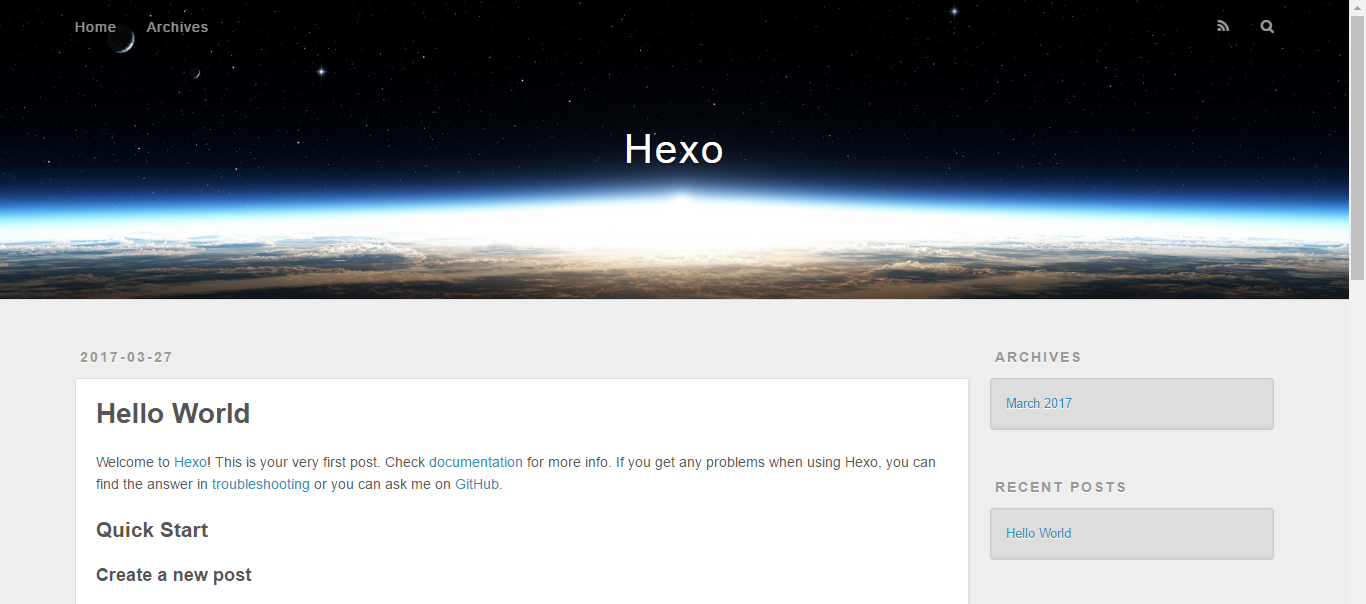 Home Archives
Hexo
2017-03-27
Hello World
Welcome to Hexo! This is your very first post. Check documentation for more info. If you get any problems when using Hexo, you can
find the answer in troubleshooting or you can ask me on GitHub.
Quick Start
Create a new post
ARCHIVES
March 2017
RECENT POSTS
Hello World